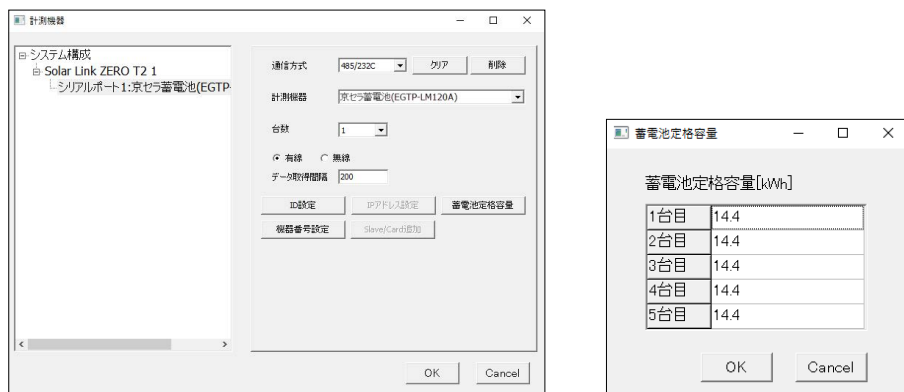 計測機器
システム構成
Solar Link ZERO T2 1
シリアルポート1:京セラ蓄電池(EGTP-
通信方式 485/232C クリア 削除
計測機器 京セラ蓄電池(EGTP-LM120A)
台数 1
有線 無線
データ取得間隔 200
ID設定 IPアドレス設定 蓄電池定格容量
機器番号設定 Slave/Cardi追加
OK Cancel
蓄電池定格容量
蓄電池定格容量[kWh]
1台目 14.4
2台目 14.4
3台目 14.4
4台目 14.4
5台目 14.4
OK Cancel